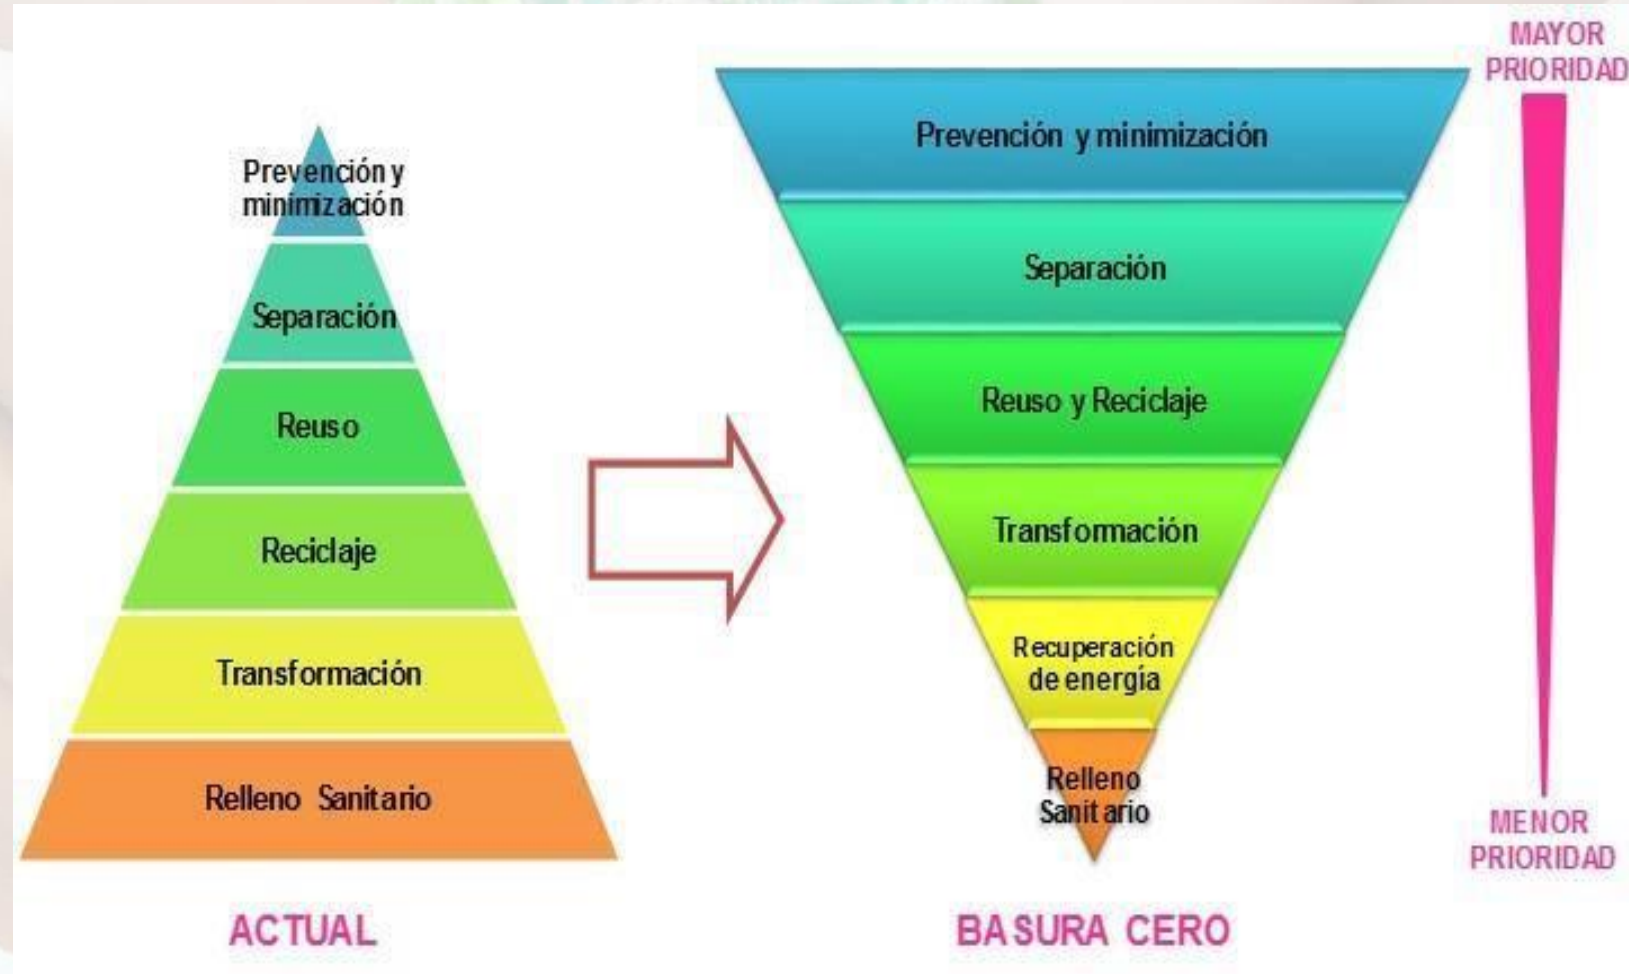 Prevención y
minimización
Separación
Reuso
Reciclaje
Transformación
Relleno Sanitario
ACTUAL
MAYOR
PRIORIDAD
Prevención y minimización
Separación
Reuso y Reciclaje
Transformación
Recuperación
de energía
Relleno
Sanitario
BASURA CERO
MENOR
PRIORIDAD